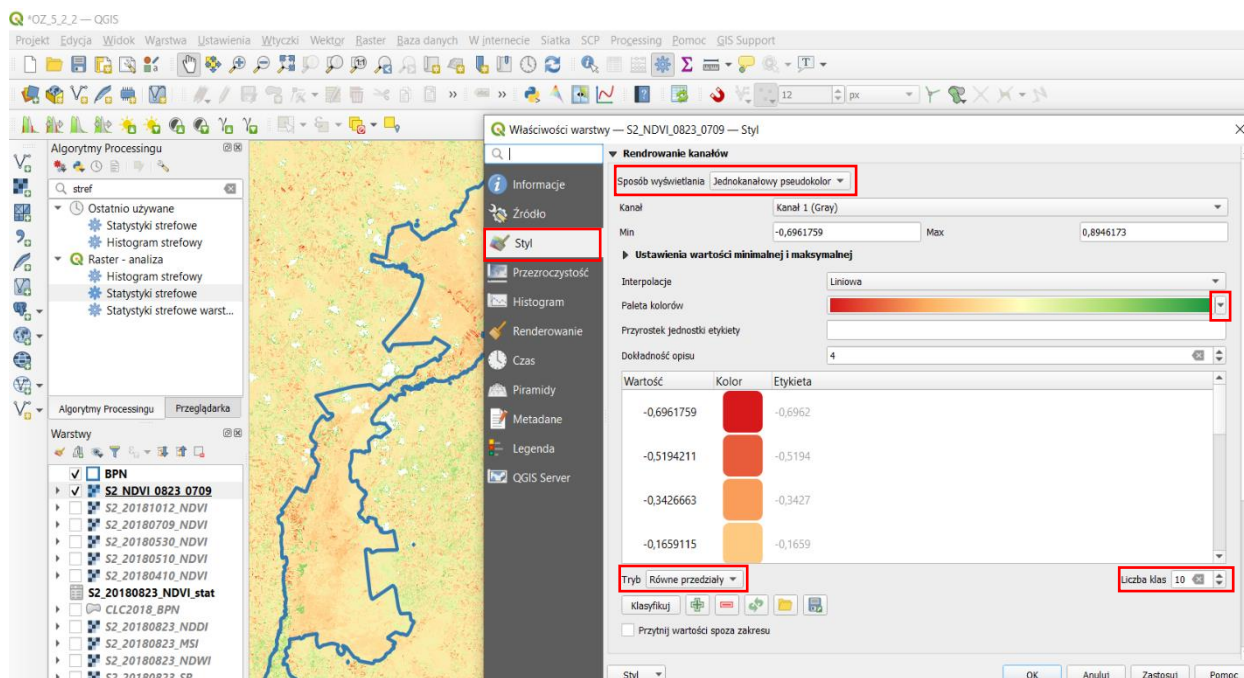 *OZ_5_2_2 — QGIS
Projekt Edycja Widok Warstwa Ustawienia Wtyczki Wektor Raster Baza danych W internecie Siatka SCP Processing Pomoc GIS Support
12 px
Algorytmy Processingu
stref
Ostatnio używane
Statystyki strefowe
Histogram strefowy
Raster - analiza
Histogram strefowy
Statystyki strefowe
Statystyki strefowe warst...
Algorytmy Processingu Przeglądarka
Warstwy
BPN
S2_NDVI_0823_0709
S2_20181012_NDVI
S2_20180709_NDVI
S2_20180530_NDVI
S2_20180510_NDVI
S2_20180410_NDVI
S2_20180823_NDVI_stat
CLC2018_BPN
S2_20180823_NDDI
S2_20180823_MSI
S2_20180823_NDWI
S2_20180823_SR
Właściwości warstwy — S2_NDVI_0823_0709 — Styl
Informacje
Źródło
Styl
Przezroczystość
Histogram
Renderowanie
Czas
Piramidy
Metadane
Legenda
QGIS Server
Rendrowanie kanałów
Sposób wyświetlania Jednokanałowy pseudokolor
Kanał Kanał 1 (Gray)
Min -0,6961759 Max 0,8946173
Ustawienia wartości minimalnej i maksymalnej
Interpolacje Liniowa
Paleta kolorów
Przyrostek jednostki etykiety
Dokładność opisu 4
Wartość Kolor Etykieta
-0,6961759 -0,6962
-0,5194211 -0,5194
-0,3426663 -0,3427
-0,1659115 -0,1659
Tryb Równe przedziały Liczba klas 10
Klasyfikuj
Przytnij wartości spoza zakresu
Styl OK Anuluj Zastosuj Pomoc